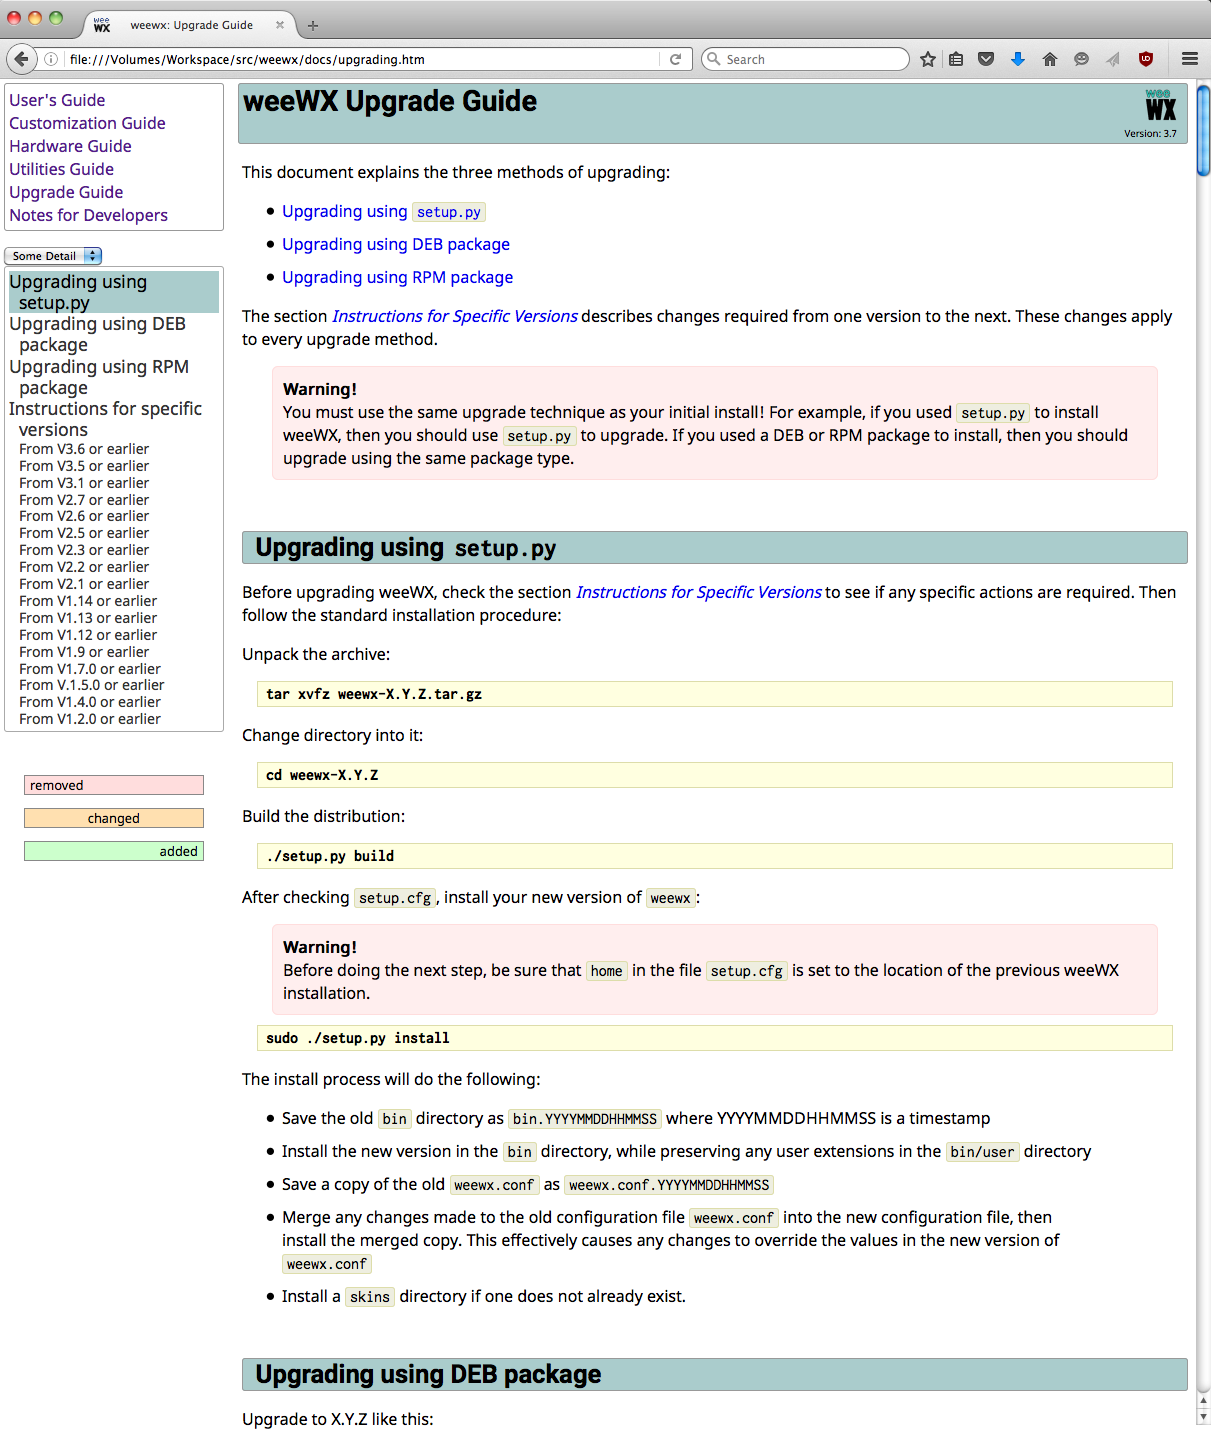 weewx: Upgrade Guide
file:///Volumes/Workspace/src/weewx/docs/upgrading.htm
Search
User's Guide
Customization Guide
Hardware Guide
Utilities Guide
Upgrade Guide
Notes for Developers
Some Detail
Upgrading using
setup.py
Upgrading using DEB
package
Upgrading using RPM
package
Instructions for specific
versions
From V3.6 or earlier
From V3.5 or earlier
From V3.1 or earlier
From V2.7 or earlier
From V2.6 or earlier
From V2.5 or earlier
From V2.3 or earlier
From V2.2 or earlier
From V2.1 or earlier
From V1.14 or earlier
From V1.13 or earlier
From V1.12 or earlier
From V1.9 or earlier
From V1.7.0 or earlier
From V.1.5.0 or earlier
From V1.4.0 or earlier
From V1.2.0 or earlier
removed
changed
added
weeWX Upgrade Guide
wee
WX
Version: 3.7
This document explains the three methods of upgrading:
• Upgrading using setup.py
• Upgrading using DEB package
• Upgrading using RPM package
The section Instructions for Specific Versions describes changes required from one version to the next. These changes apply
to every upgrade method.
Warning!
You must use the same upgrade technique as your initial install! For example, if you used setup.py to install
weeWX, then you should use setup.py to upgrade. If you used a DEB or RPM package to install, then you should
upgrade using the same package type.
Upgrading using setup.py
Before upgrading weeWX, check the section Instructions for Specific Versions to see if any specific actions are required. Then
follow the standard installation procedure:
Unpack the archive:
tar xvfz weewx-X.Y.Z.tar.gz
Change directory into it:
cd weewx-X.Y.Z
Build the distribution:
./setup.py build
After checking setup.cfg, install your new version of weewx:
Warning!
Before doing the next step, be sure that home in the file setup.cfg is set to the location of the previous weeWX
installation.
sudo ./setup.py install
The install process will do the following:
• Save the old bin directory as bin.YYYYMMDDHHMMSS where YYYYMMDDHHMMSS is a timestamp
• Install the new version in the bin directory, while preserving any user extensions in the bin/user directory
• Save a copy of the old weewx.conf as weewx.conf.YYYYMMDDHHMMSS
• Merge any changes made to the old configuration file weewx.conf into the new configuration file, then
install the merged copy. This effectively causes any changes to override the values in the new version of
weewx.conf
• Install a skins directory if one does not already exist.
Upgrading using DEB package
Upgrade to X.Y.Z like this: